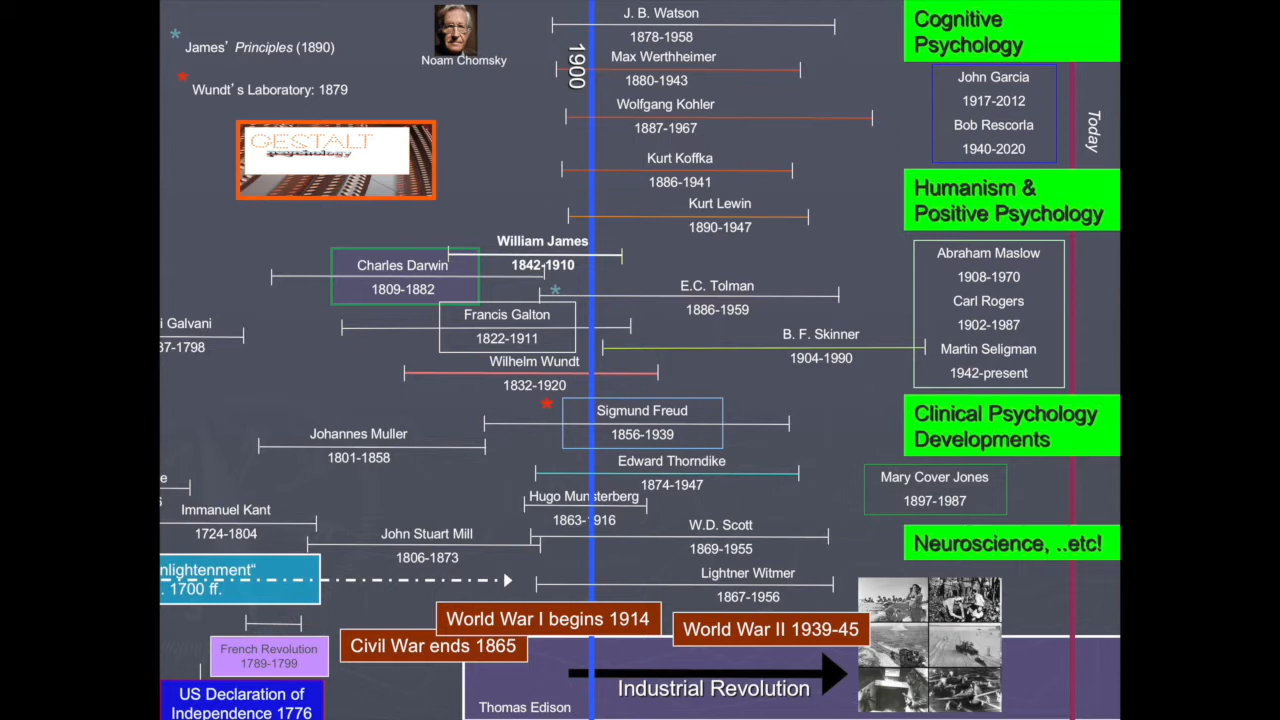 James’ Principles (1890)
Wundt’s Laboratory: 1879
Noam Chomsky
GESTALT
psychology
1900
J. B. Watson
1878-1958
Max Werthheimer
1880-1943
Wolfgang Kohler
1887-1967
Kurt Koffka
1886-1941
Kurt Lewin
1890-1947
William James
1842-1910
Charles Darwin
1809-1882
E.C. Tolman
1886-1959
Francis Galton
1822-1911
i Galvani
37-1798
B. F. Skinner
1904-1990
Wilhelm Wundt
1832-1920
Sigmund Freud
1856-1939
Johannes Muller
1801-1858
Edward Thorndike
1874-1947
Hugo Munsterberg
1863-1916
Immanuel Kant
1724-1804
John Stuart Mill
1806-1873
W.D. Scott
1869-1955
Lightner Witmer
1867-1956
nlightenment“
. 1700 ff.
World War I begins 1914
World War II 1939-45
Civil War ends 1865
French Revolution
1789-1799
US Declaration of
Independence 1776
Industrial Revolution
Thomas Edison
Cognitive
Psychology
John Garcia
1917-2012
Bob Rescorla
1940-2020
Today
Humanism &
Positive Psychology
Abraham Maslow
1908-1970
Carl Rogers
1902-1987
Martin Seligman
1942-present
Clinical Psychology
Developments
Mary Cover Jones
1897-1987
Neuroscience, ..etc!